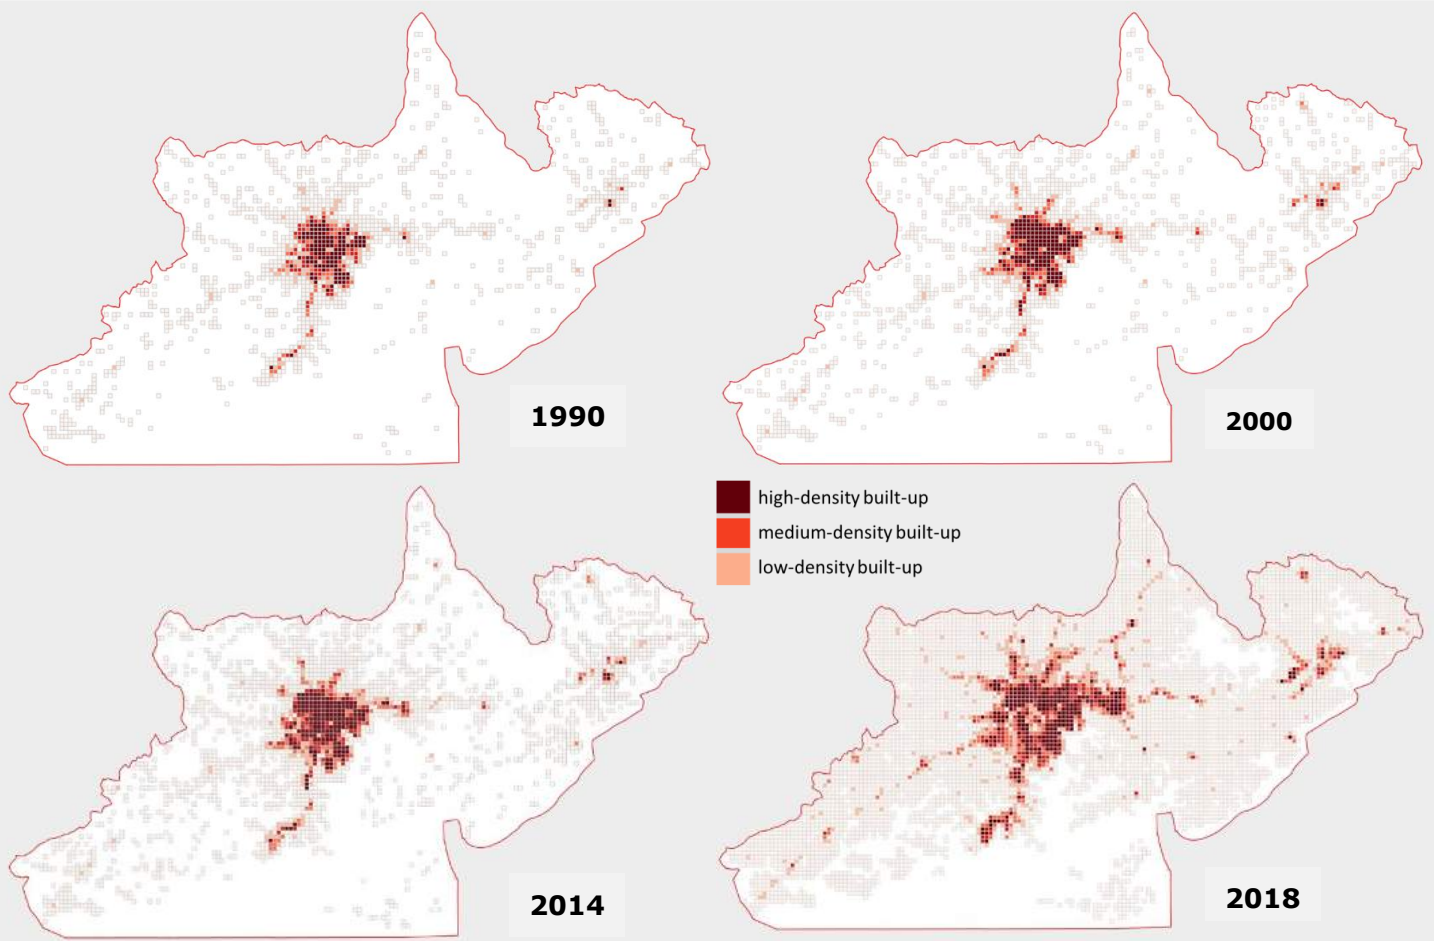 1990
2000
high-density built-up
medium-density built-up
low-density built-up
2014
2018